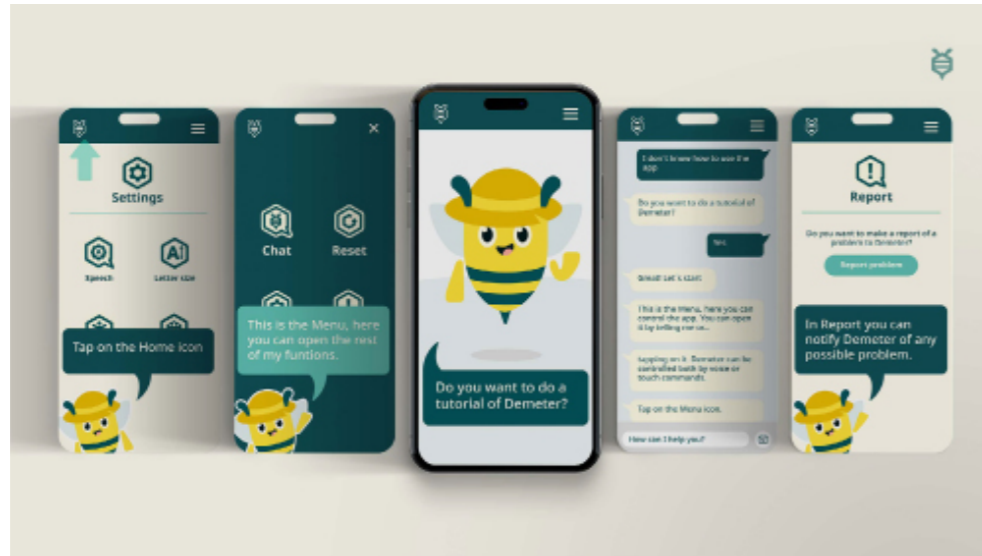 Settings
Speech
Letter size
Tap on the Home icon
Chat
Reset
This is the Menu, here
you can open the rest
of my funtions.
Do you want to do a
tutorial of Demeter?
I don't know how to use the
app
Do you want to do a tutorial of
Demeter?
Yes
Great! Let's start
This is the Menu, here you can
control the app. You can open
it by telling me or...
tapping on it. Demeter can be
controlled both by voice or
touch commands.
Tap on the Menu icon.
How can I help you?
Report
Do you want to make a report of a
problem to Demeter?
Report problem
In Report you can
notify Demeter of any
possible problem.